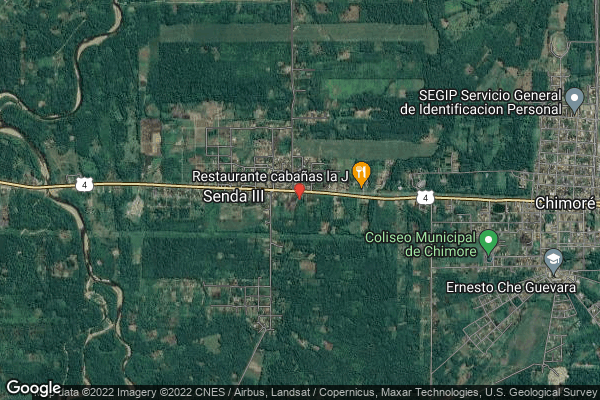 SEGIP Servicio General
de Identificacion Personal
Restaurante cabañas la J
4
Senda III
4
Chimoré
Coliseo Municipal
de Chimore
Ernesto Che Guevara
Google
data ©2022 Imagery ©2022 CNES / Airbus, Landsat / Copernicus, Maxar Technologies, U.S. Geological Survey